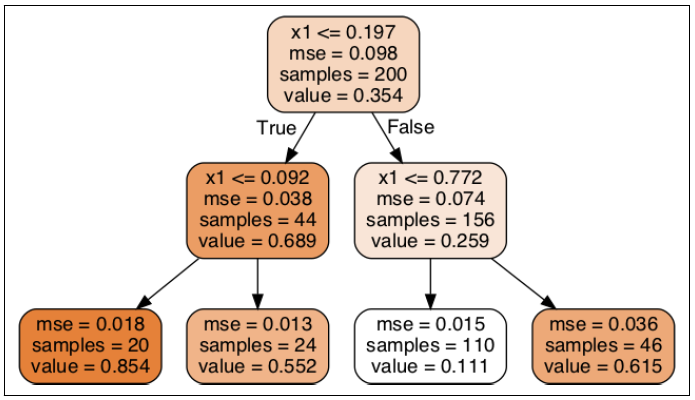 x1 <= 0.197
mse = 0.098
samples = 200
value = 0.354
True
False
x1 <= 0.092
mse = 0.038
samples = 44
value = 0.689
x1 <= 0.772
mse = 0.074
samples = 156
value = 0.259
mse = 0.018
samples = 20
value = 0.854
mse = 0.013
samples = 24
value = 0.552
mse = 0.015
samples = 110
value = 0.111
mse = 0.036
samples = 46
value = 0.615